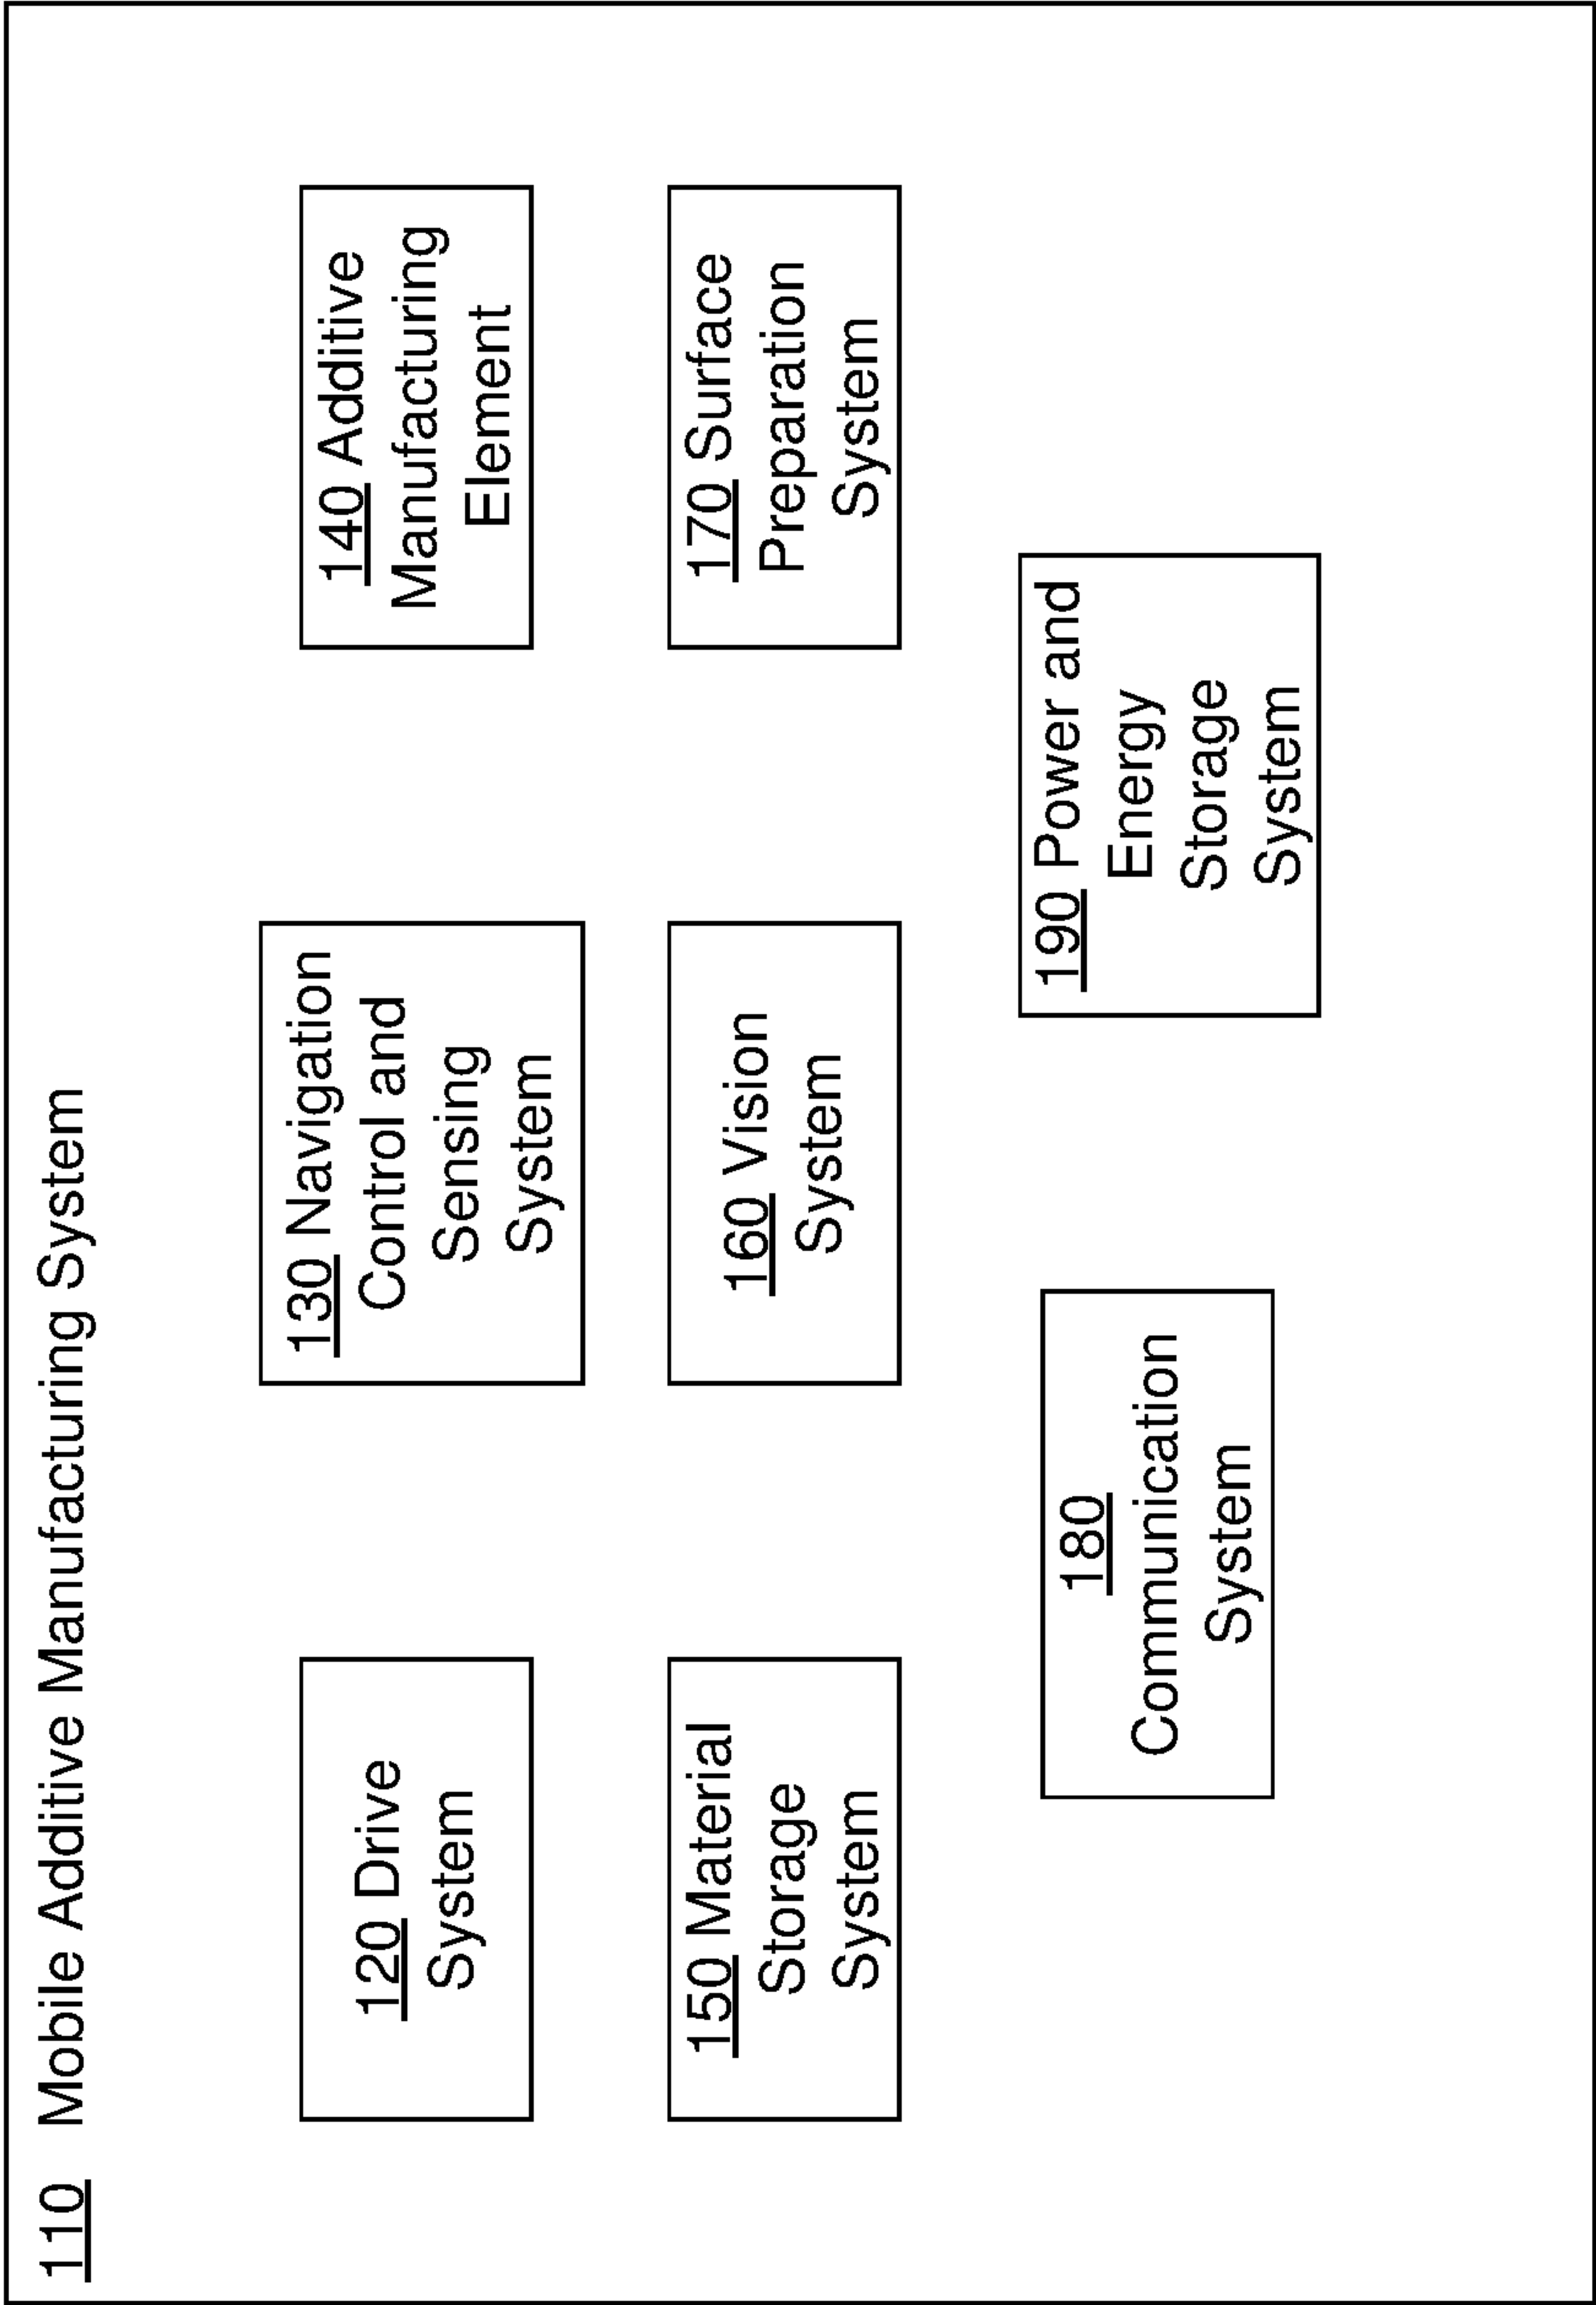 110 Mobile Additive Manufacturing System
120 Drive
System
130 Navigation
Control and
Sensing
System
140 Additive
Manufacturing
Element
150 Material
Storage
System
160 Vision
System
170 Surface
Preparation
System
180
Communication
System
190 Power and
Energy
Storage
System